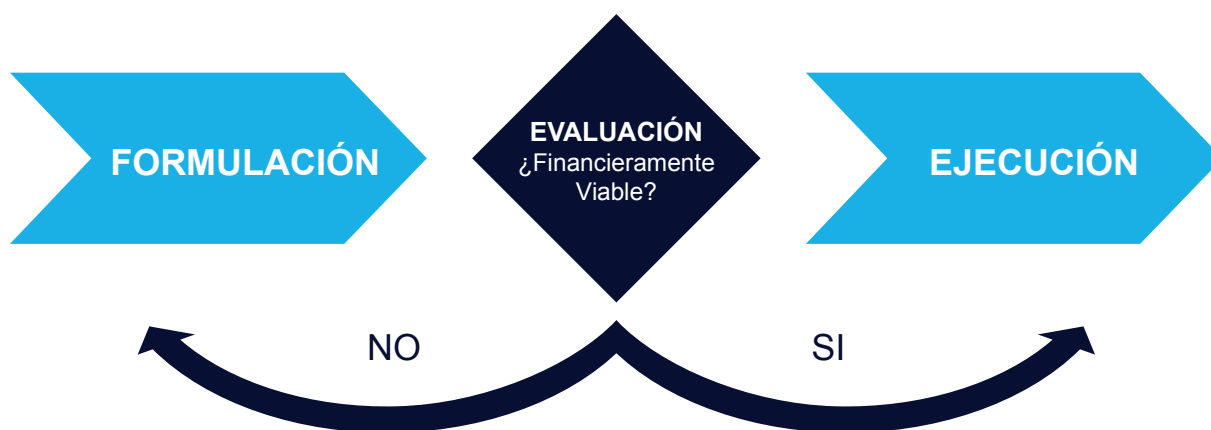 FORMULACIÓN
EVALUACIÓN
¿Financieramente
Viable?
EJECUCIÓN
NO
SI